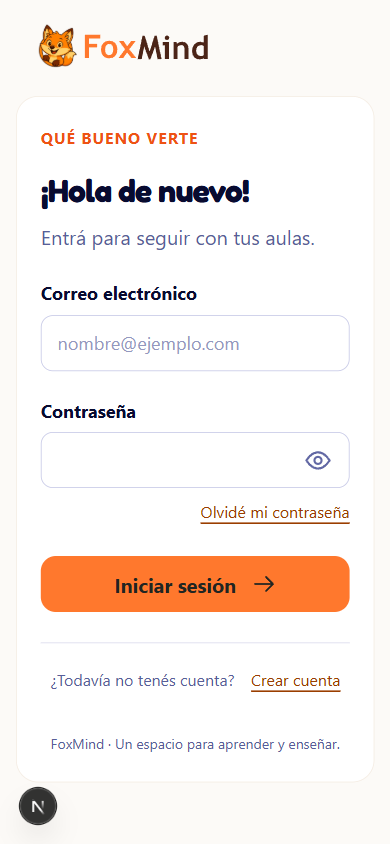 FoxMind
QUÉ BUENO VERTE
¡Hola de nuevo!
Entrá para seguir con tus aulas.
Correo electrónico
nombre@ejemplo.com
Contraseña
Olvidé mi contraseña
Iniciar sesión →
¿Todavía no tenés cuenta? Crear cuenta
FoxMind · Un espacio para aprender y enseñar.
N